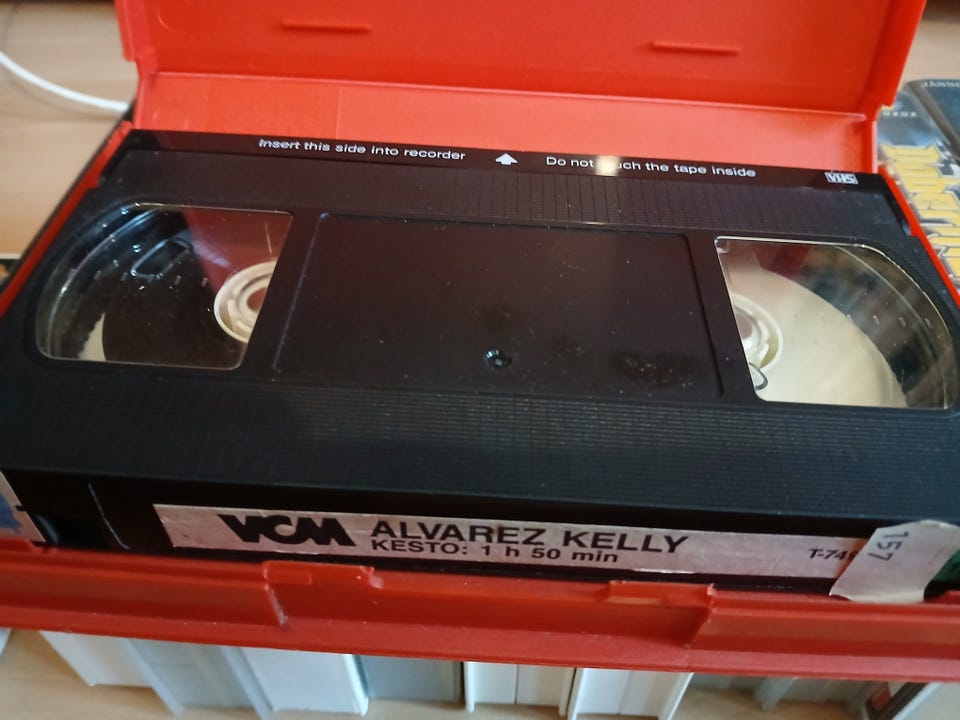 Insert this side into recorder
Do not touch the tape inside
VHS
VCM
ALVAREZ KELLY
KESTO: 1 h 50 min
157